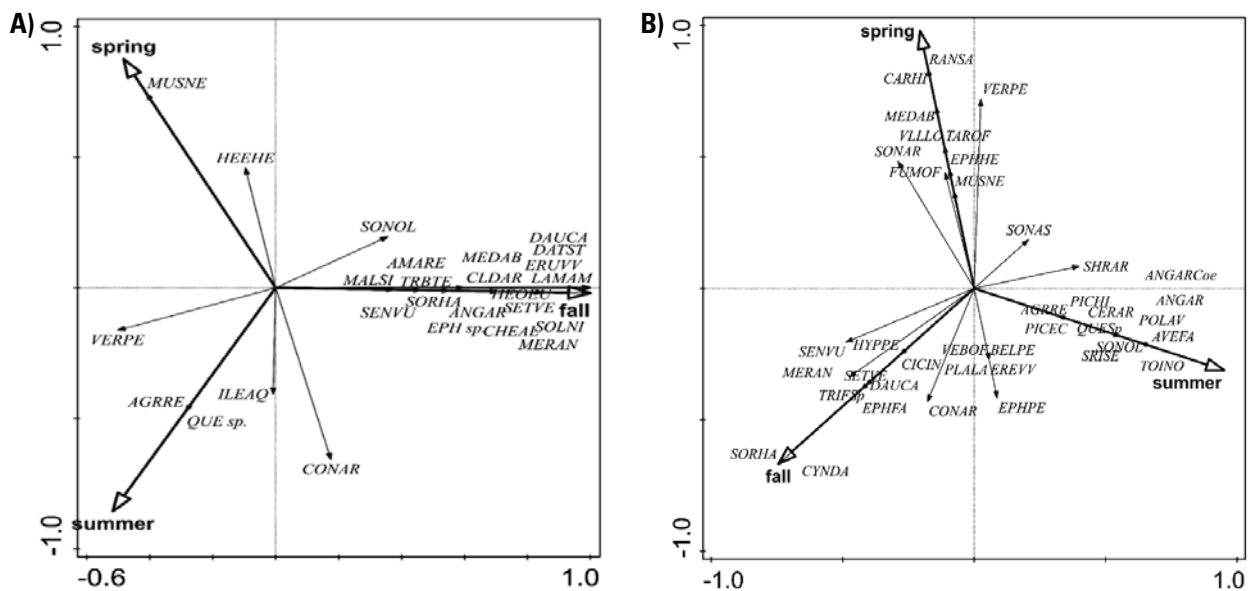 A)
1.0
spring
MUSNE
HEEHE
SONOL
DAUCA
DATST
MEDAB
AMARE
ERUVV
MALSI
TRBTE
CLDAR
LAMAM
SORHA
HEOEU
fall
SENVU
ANGAR
SETVE
EPH sp.
CHEAL
SOLNI
MERAN
VERPE
AGRRE
ILEAQ
QUE sp.
CONAR
summer
-1.0
-0.6
1.0
B)
1.0
spring
RANSA
CARHI
VERPE
MEDAB
VLLLO TAROF
SONAR
EPHHE
FUMOF
MUSNE
SONAS
SHRAR
ANGARCoe
PICHI
ANGAR
AGRRE
CERAR
POLAV
PICEC
QUESp
AVEFA
SONOL
SRISE
TOINO
summer
SENVU
HYPPE
VEBOF BELPE
CICIN
MERAN
SETVE
PLALA EREVV
DAUCA
TRIFSp
EPHFA
CONAR
EPHPE
SORHA
CYNDA
fall
-1.0
-1.0
1.0